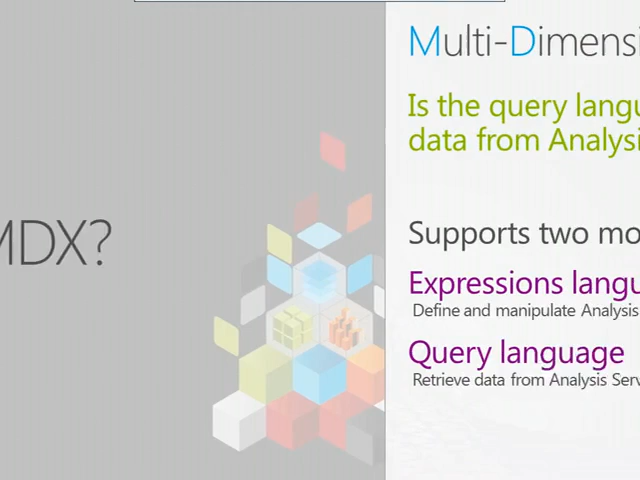 MDX?
Multi-Dimensi
Is the query langu
data from Analysi
Supports two mo
Expressions langu
Define and manipulate Analysis
Query language
Retrieve data from Analysis Serv